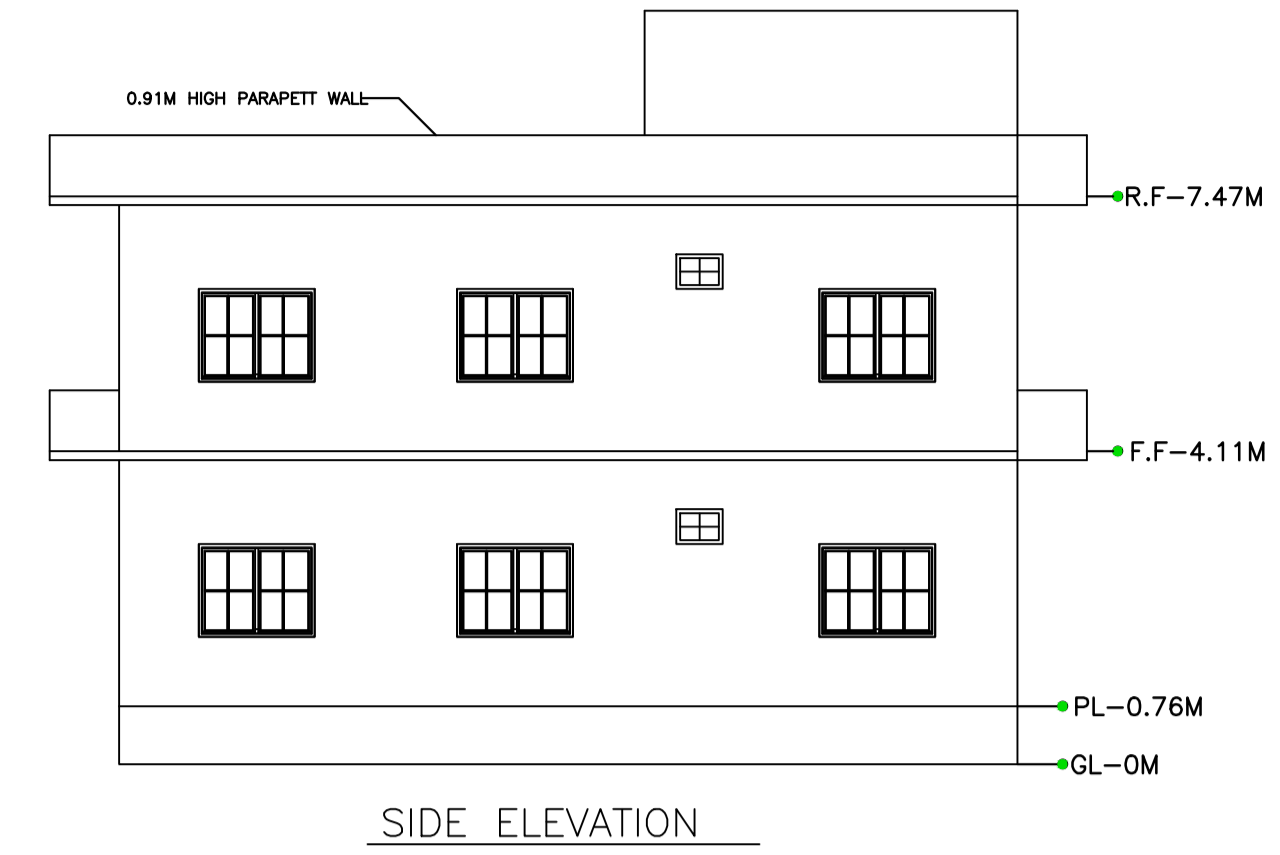 0.91M HIGH PARAPETT WALL
R.F-7.47M
F.F-4.11M
PL-0.76M
GL-0M
SIDE ELEVATION